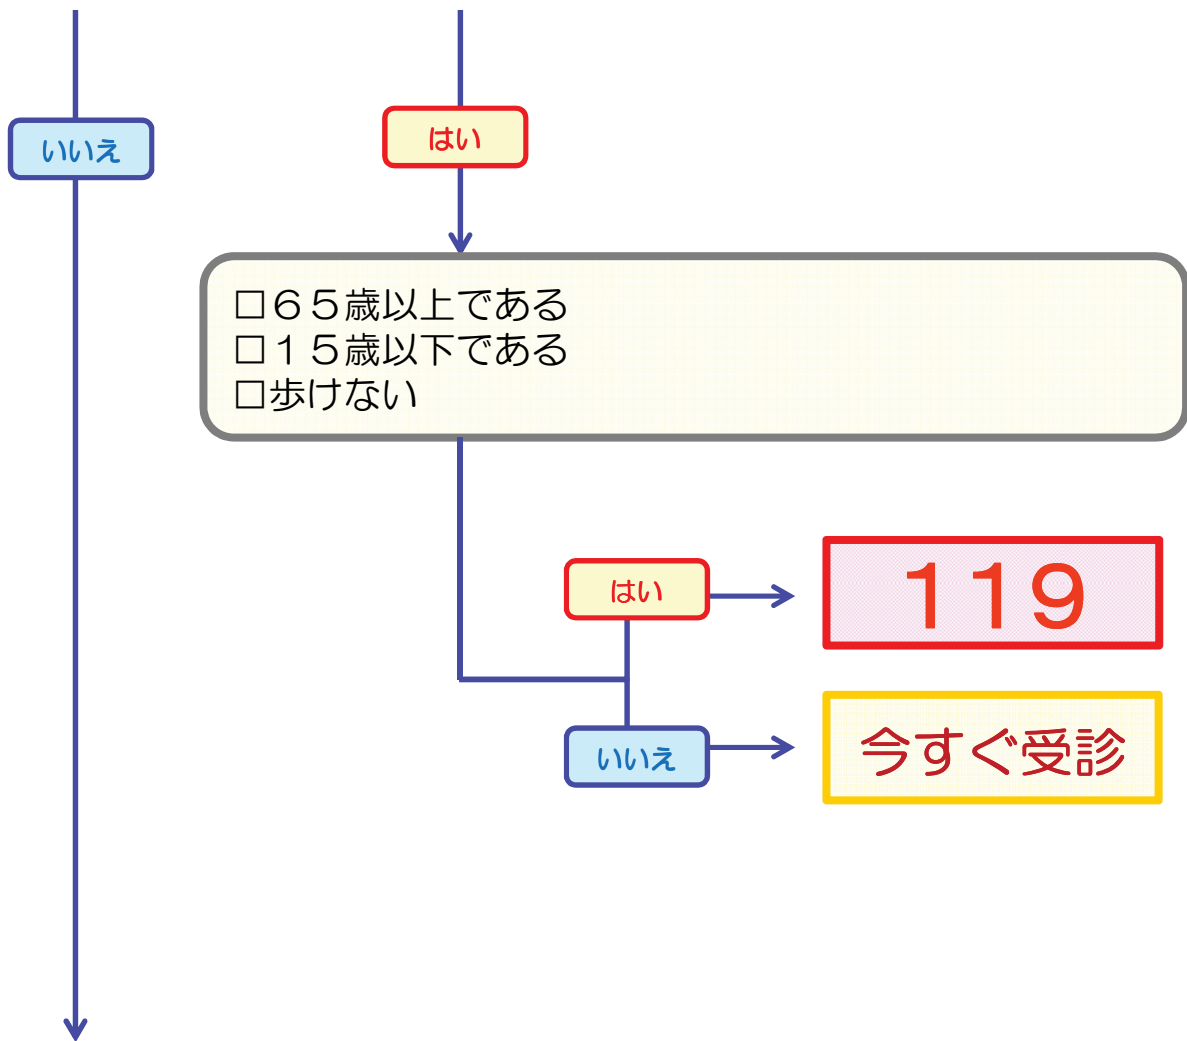 いいえ
はい
□６５歳以上である
□１５歳以下である
□歩けない
はい
１１９
いいえ
今すぐ受診